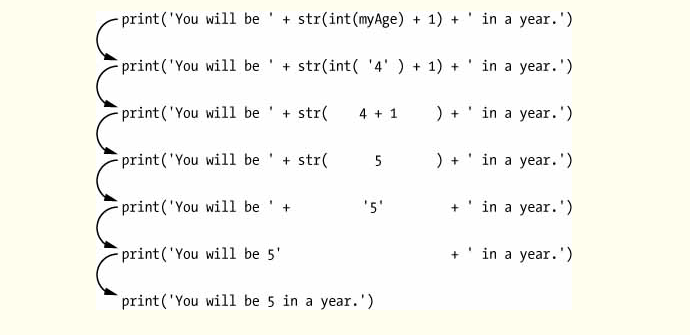 print('You will be ' + str(int(myAge) + 1) + ' in a year.')
print('You will be ' + str(int( '4' ) + 1) + ' in a year.')
print('You will be ' + str(    4 + 1     ) + ' in a year.')
print('You will be ' + str(      5       ) + ' in a year.')
print('You will be ' +         '5'         + ' in a year.')
print('You will be 5'                      + ' in a year.')
print('You will be 5 in a year.')